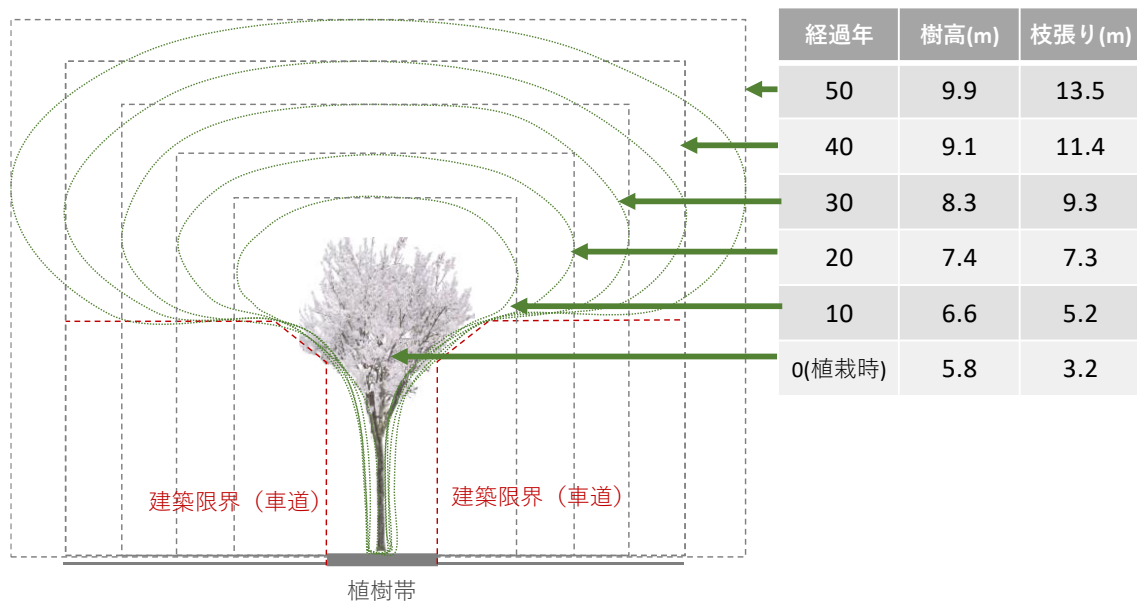 経過年 樹高(m) 枝張り(m)
50 9.9 13.5
40 9.1 11.4
30 8.3 9.3
20 7.4 7.3
10 6.6 5.2
0(植栽時) 5.8 3.2
建築限界（車道） 建築限界（車道）
植樹帯